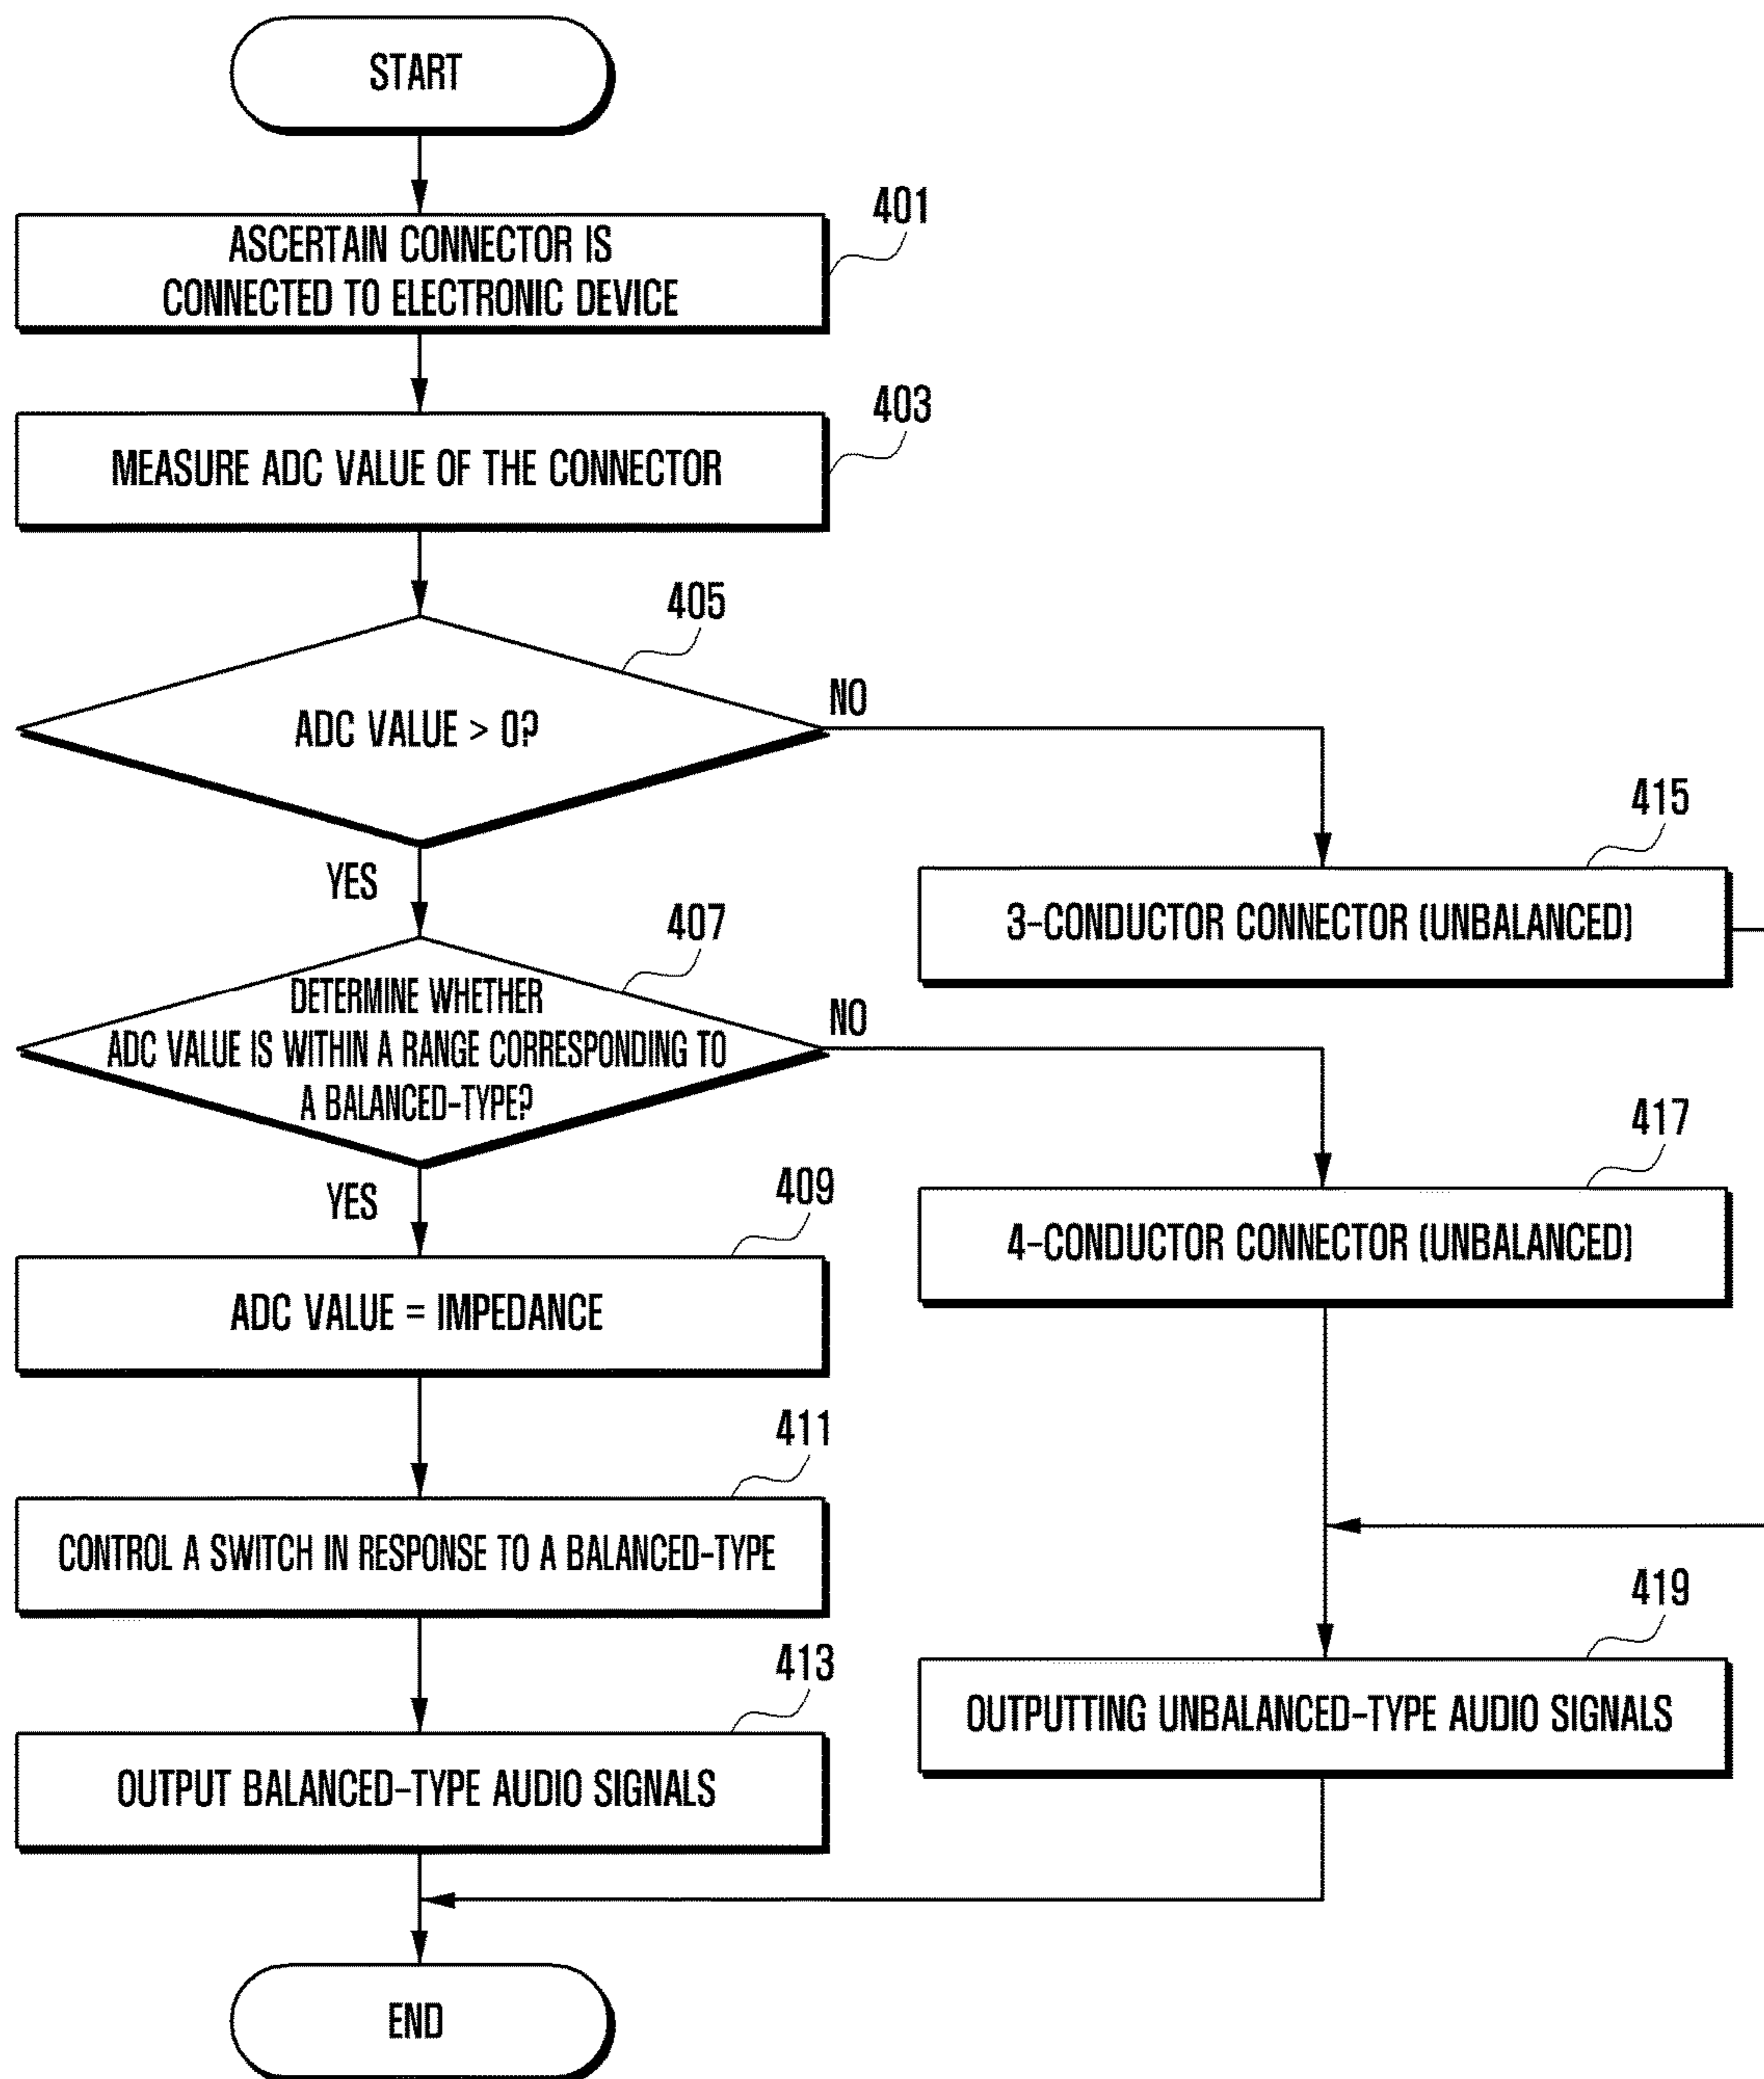 START
401
ASCERTAIN CONNECTOR IS
CONNECTED TO ELECTRONIC DEVICE
403
MEASURE ADC VALUE OF THE CONNECTOR
405
ADC VALUE > 0?
NO
YES
415
3-CONDUCTOR CONNECTOR (UNBALANCED)
407
DETERMINE WHETHER
ADC VALUE IS WITHIN A RANGE CORRESPONDING TO
A BALANCED-TYPE?
NO
YES
417
4-CONDUCTOR CONNECTOR (UNBALANCED)
409
ADC VALUE = IMPEDANCE
411
CONTROL A SWITCH IN RESPONSE TO A BALANCED-TYPE
413
OUTPUT BALANCED-TYPE AUDIO SIGNALS
419
OUTPUTTING UNBALANCED-TYPE AUDIO SIGNALS
END